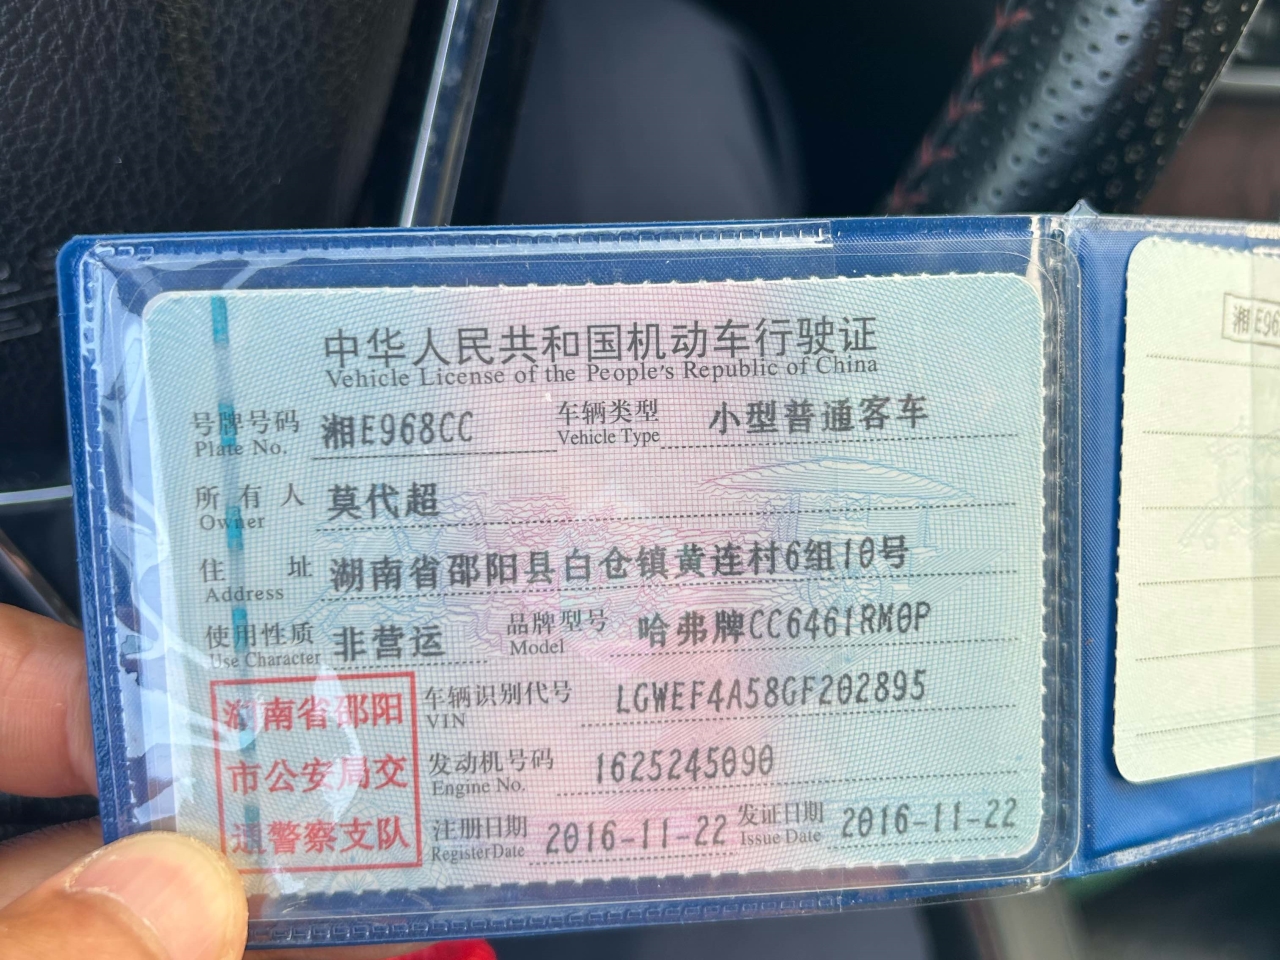 中华人民共和国机动车行驶证
Vehicle License of the People's Republic of China
号牌号码 湘E968CC 车辆类型 小型普通客车
Plate No. Vehicle Type
所有人 莫代超
Owner
住址 湖南省邵阳县白仓镇黄连村6组10号
Address
使用性质 非营运 品牌型号 哈弗牌CC6461RM0P
Use Character Model
湖南省邵阳
市公安局交
通警察支队
车辆识别代号 LGWEF4A58GF202895
VIN
发动机号码 1625245090
Engine No.
注册日期 2016-11-22 发证日期 2016-11-22
Register Date Issue Date
湘E96